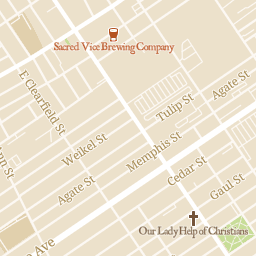 Sacred Vice Brewing Company
E Clearfield St
Agate St
Tulip St
Weikel St
Memphis St
Agate St
Cedar St
Gaul St
Our Lady Help of Christians
Ave